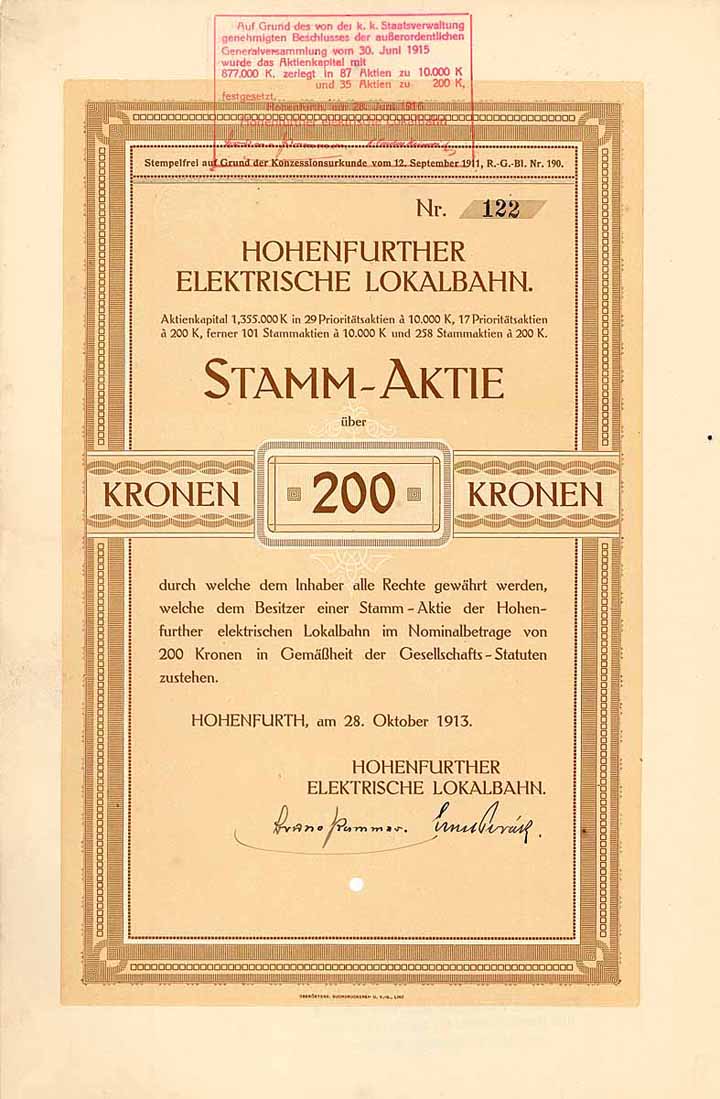 Auf Grund des von der k. k. Staatsverwaltung
genehmigten Beschlusses der außerordentlichen
Generalversammlung vom 30. Juni 1915
wurde das Aktienkapital mit
877.000 K, zerlegt in 87 Aktien zu 10.000 K
und 35 Aktien zu 200 K,
festgesetzt.
Hohenfurth, am 28. Juni 1916
Hohenfurther elektrische Lokalbahn
Stempelfrei auf Grund der Konzessionsurkunde vom 12. September 1911, R.-G.-Bl. Nr. 190.
Nr. 122
HOHENFURTHER
ELEKTRISCHE LOKALBAHN.
Aktienkapital 1,355.000 K in 29 Prioritätsaktien à 10.000 K, 17 Prioritätsaktien
à 200 K, ferner 101 Stammaktien à 10.000 K und 258 Stammaktien à 200 K.
STAMM-AKTIE
über
KRONEN 200 KRONEN
durch welche dem Inhaber alle Rechte gewährt werden,
welche dem Besitzer einer Stamm-Aktie der Hohen-
further elektrischen Lokalbahn im Nominalbetrage von
200 Kronen in Gemäßheit der Gesellschafts-Statuten
zustehen.
HOHENFURTH, am 28. Oktober 1913.
HOHENFURTHER
ELEKTRISCHE LOKALBAHN.